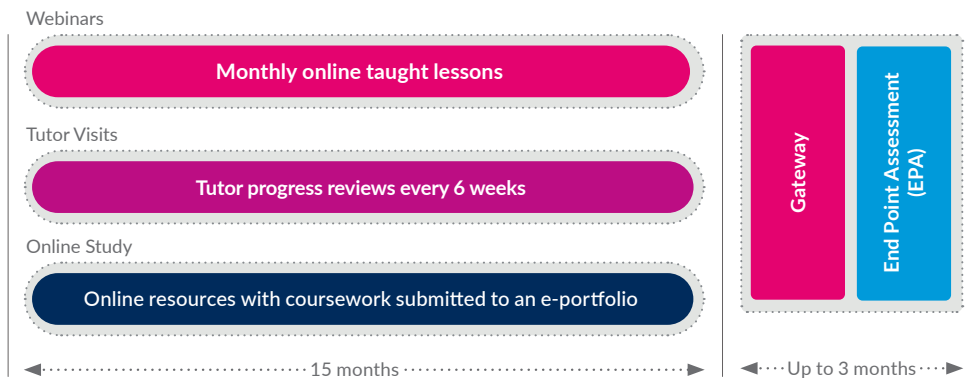 Webinars
Monthly online taught lessons
Tutor Visits
Tutor progress reviews every 6 weeks
Online Study
Online resources with coursework submitted to an e-portfolio
15 months
Gateway
End Point Assessment
(EPA)
Up to 3 months